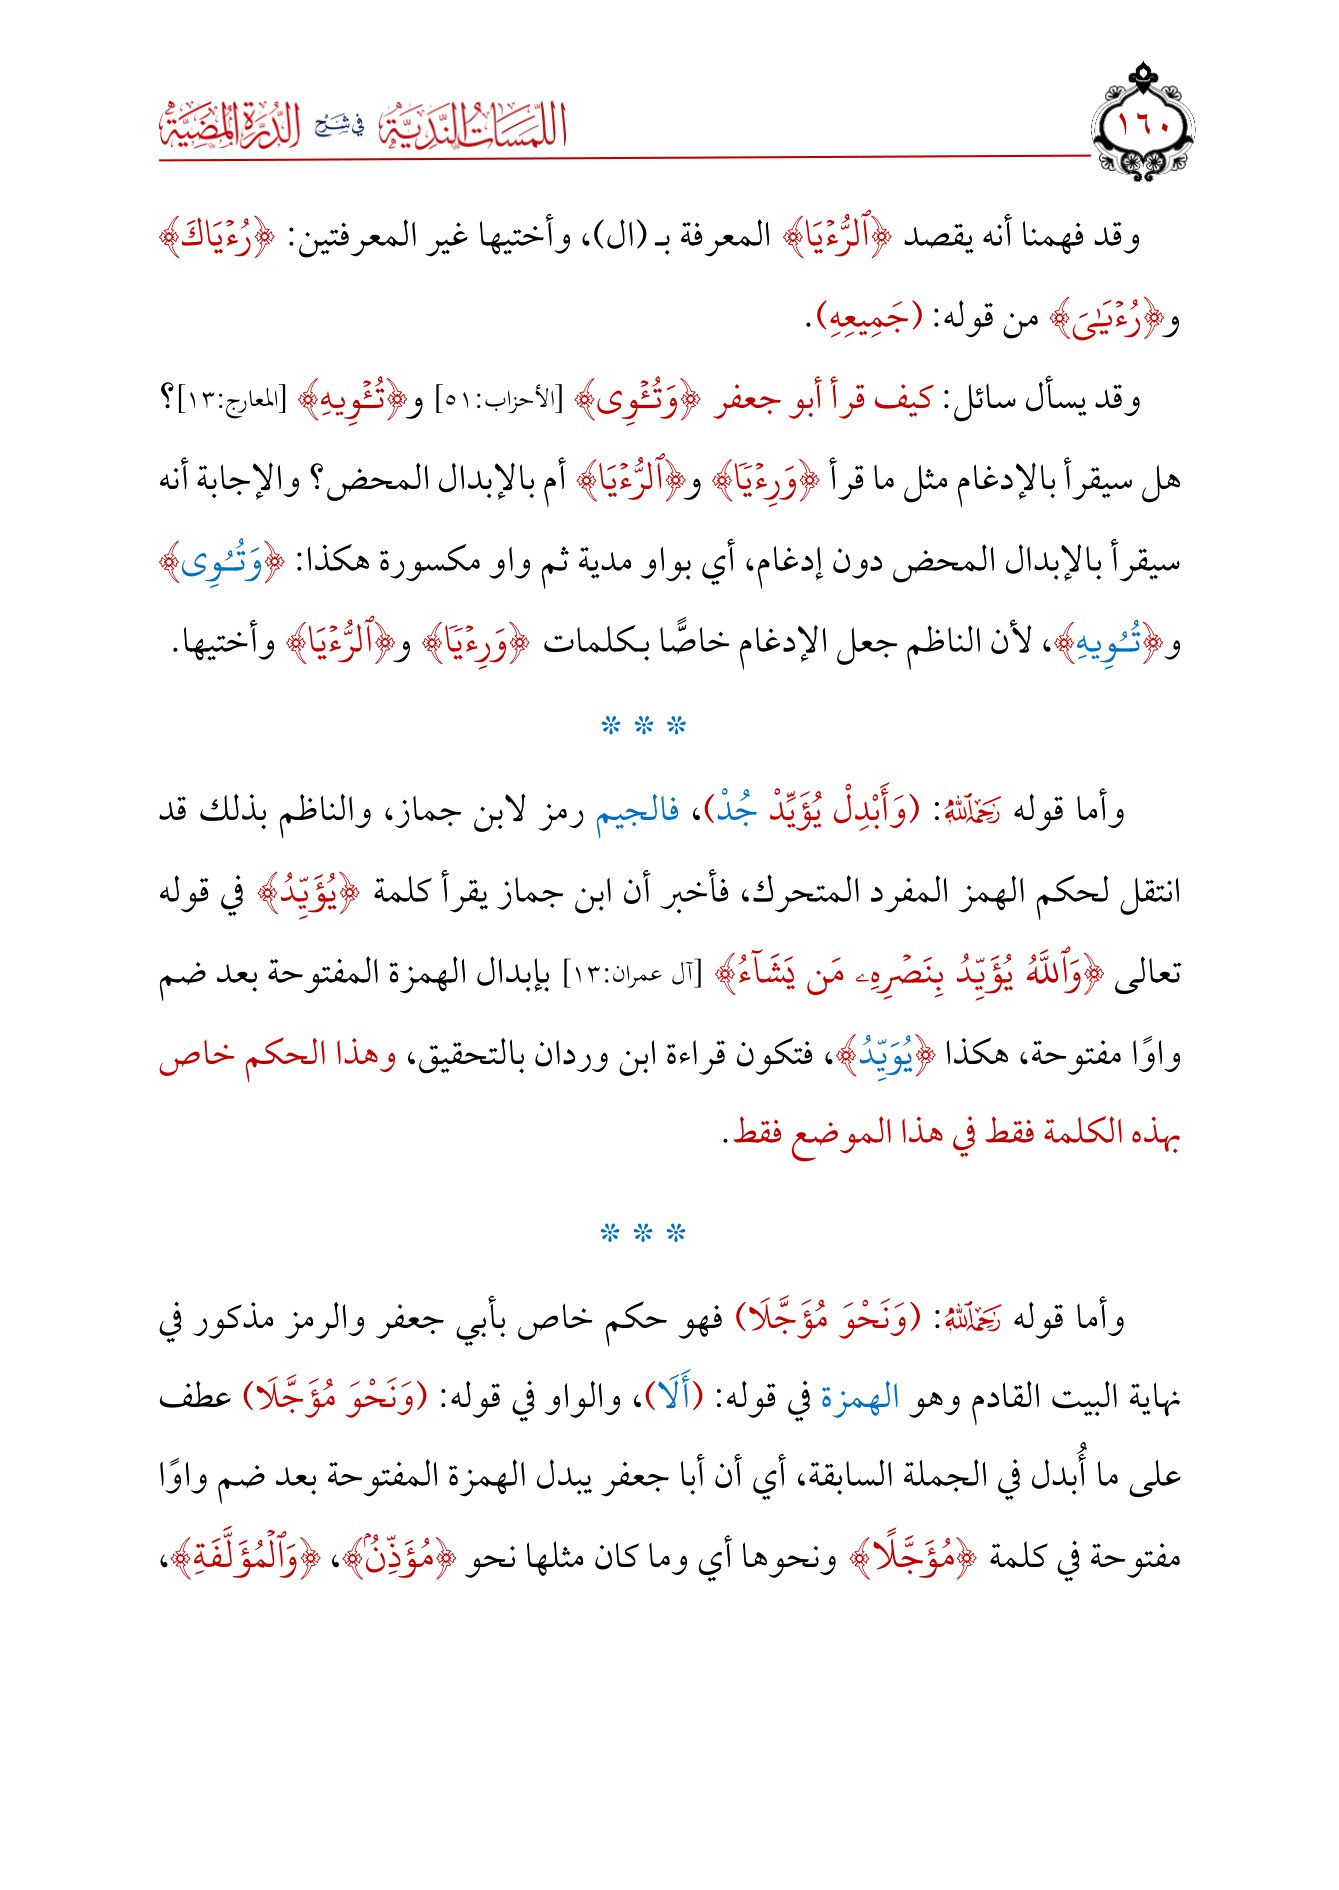 ١٦٠
اللمسات الندية في شرح الدرة المضية
وقد فهمنا أنه يقصد ﴿ٱلرُّءۡيَا﴾ المعرفة بـ (ال)، وأختيها غير المعرفتين: ﴿رُءۡيَاكَ﴾
و﴿رُءۡيَٰىَ﴾ من قوله: (جَمِيعِهِ).
وقد يسأل سائل: كيف قرأ أبو جعفر ﴿وَتُـٔۡوِى﴾ [الأحزاب:٥١] و﴿تُـٔۡوِيهِ﴾ [المعارج:١٣]؟
هل سيقرأ بالإدغام مثل ما قرأ ﴿وَرِءۡيٗا﴾ و﴿ٱلرُّءۡيَا﴾ أم بالإبدال المحض؟ والإجابة أنه
سيقرأ بالإبدال المحض دون إدغام، أي بواو مدية ثم واو مكسورة هكذا: ﴿وَتُـُوِى﴾
و﴿تُـُوِيهِ﴾، لأن الناظم جعل الإدغام خاصًّا بكلمات ﴿وَرِءۡيٗا﴾ و﴿ٱلرُّءۡيَا﴾ وأختيها.
* * *
وأما قوله رَحِمَهُ ٱللَّهُ: (وَأَبْدِلْ يُؤَيِّدْ جُدْ)، فالجيم رمز لابن جماز، والناظم بذلك قد
انتقل لحكم الهمز المفرد المتحرك، فأخبر أن ابن جماز يقرأ كلمة ﴿يُؤَيِّدُ﴾ في قوله
تعالى ﴿وَٱللَّهُ يُؤَيِّدُ بِنَصۡرِهِۦ مَن يَشَآءُ﴾ [آل عمران:١٣] بإبدال الهمزة المفتوحة بعد ضم
واوًا مفتوحة، هكذا ﴿يُوَيِّدُ﴾، فتكون قراءة ابن وردان بالتحقيق، وهذا الحكم خاص
بهذه الكلمة فقط في هذا الموضع فقط.
* * *
وأما قوله رَحِمَهُ ٱللَّهُ: (وَنَحْوَ مُؤَجَّلَا) فهو حكم خاص بأبي جعفر والرمز مذكور في
نهاية البيت القادم وهو الهمزة في قوله: (أَلَا)، والواو في قوله: (وَنَحْوَ مُؤَجَّلَا) عطف
على ما أُبدل في الجملة السابقة، أي أن أبا جعفر يبدل الهمزة المفتوحة بعد ضم واوًا
مفتوحة في كلمة ﴿مُؤَجَّلًا﴾ ونحوها أي وما كان مثلها نحو ﴿مُؤَذِّنُۢ﴾، ﴿وَٱلۡمُؤَلَّفَةِ﴾،